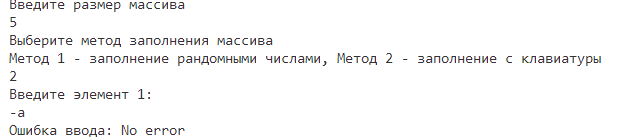 Введите размер массива
5
Выберите метод заполнения массива
Метод 1 - заполнение рандомными числами, Метод 2 - заполнение с клавиатуры
2
Введите элемент 1:
-а
Ошибка ввода: No error